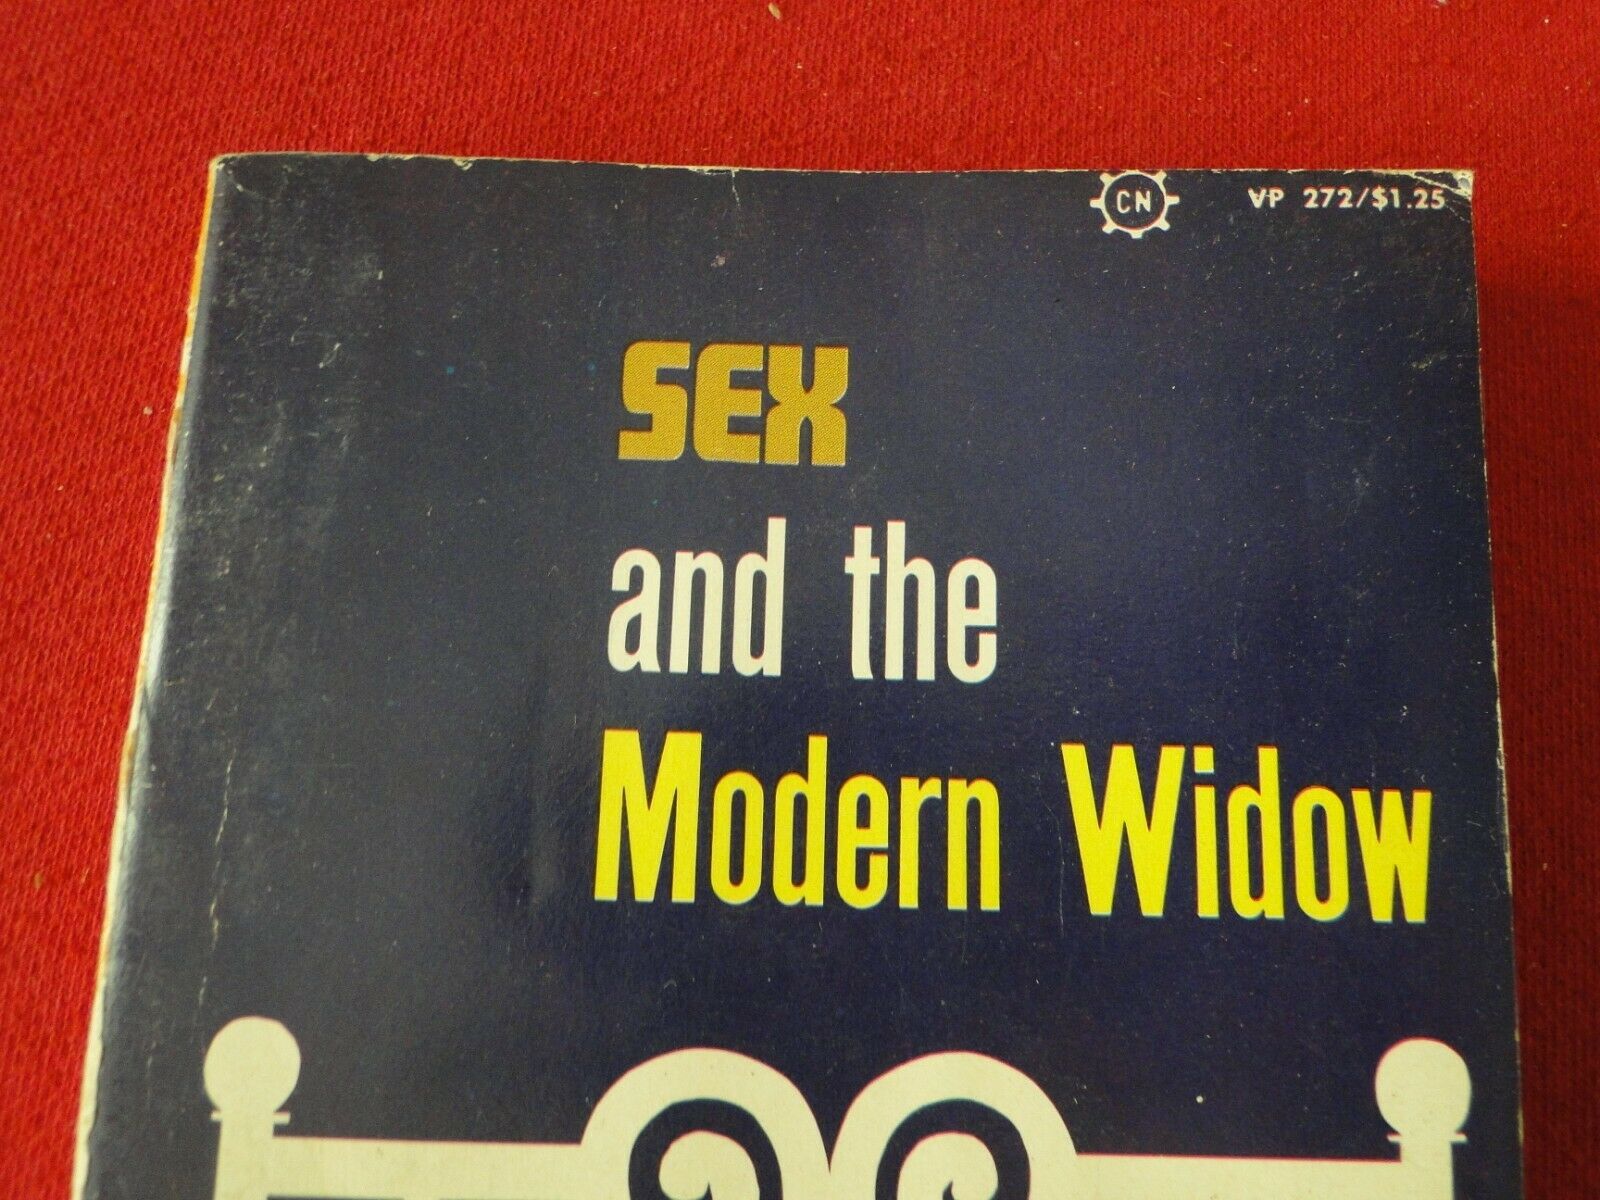 CN
VP 272/$1.25
SEX
and the
Modern Widow